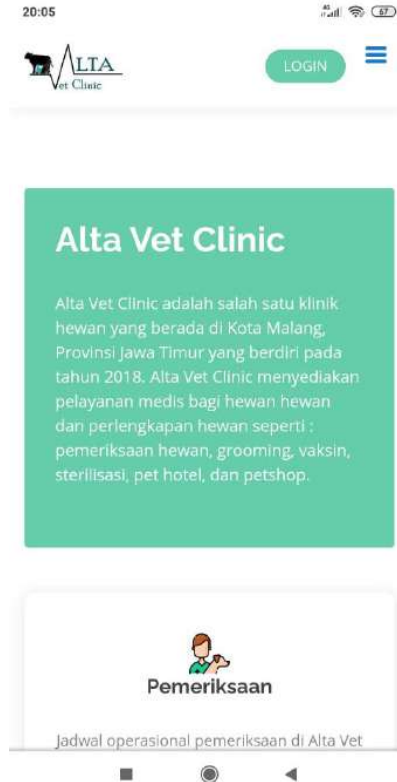 20:05
4G
67
ALTA
Vet Clinic
LOGIN
Alta Vet Clinic
Alta Vet Clinic adalah salah satu klinik
hewan yang berada di Kota Malang,
Provinsi Jawa Timur yang berdiri pada
tahun 2018. Alta Vet Clinic menyediakan
pelayanan medis bagi hewan hewan
dan perlengkapan hewan seperti :
pemeriksaan hewan, grooming, vaksin,
sterilisasi, pet hotel, dan petshop.
Pemeriksaan
Jadwal operasional pemeriksaan di Alta Vet